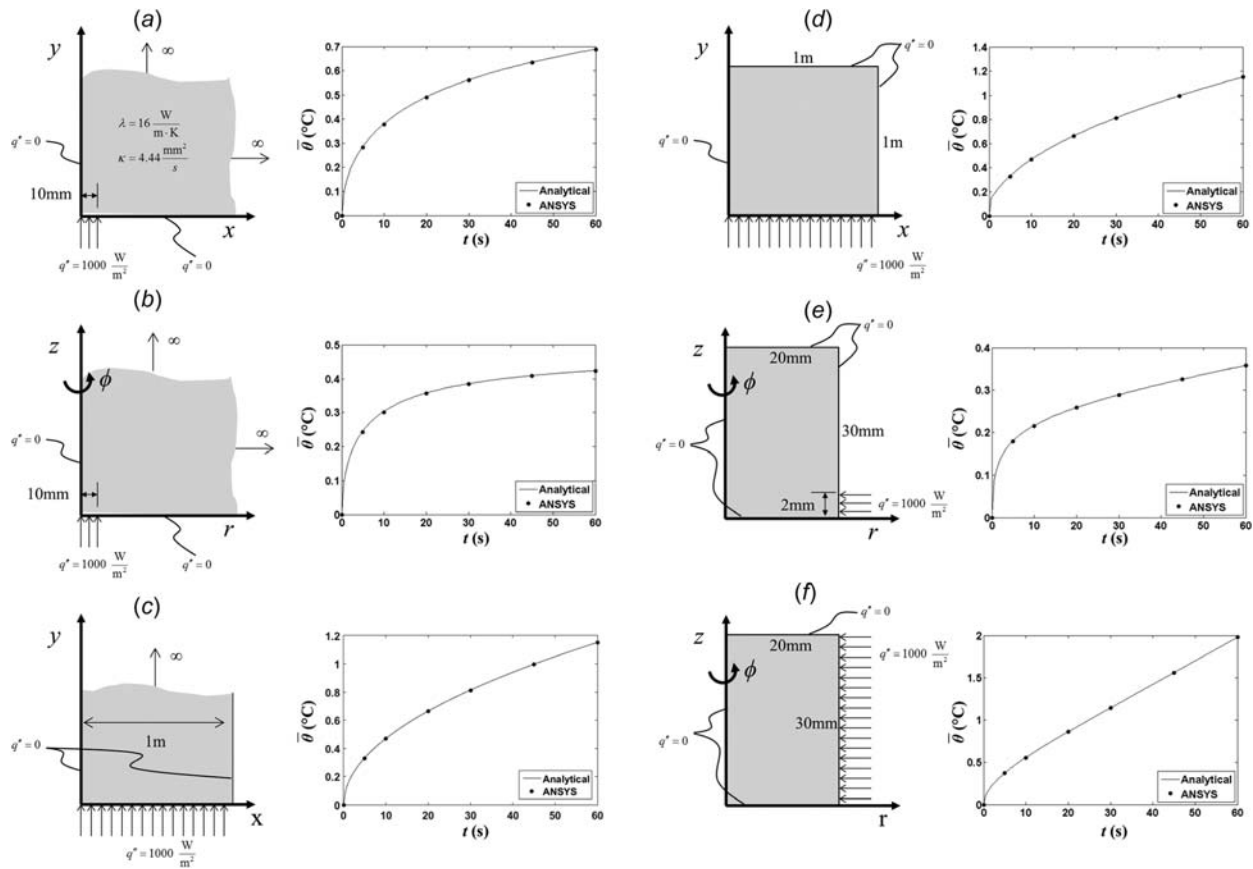 (a)
y
∞
λ = 16 W/m·K
κ = 4.44 mm²/s
q″ = 0
∞
10mm
x
q″ = 1000 W/m²
q″ = 0
0.7
0.6
0.5
0.4
0.3
0.2
0.1
0
θ̄ (°C)
Analytical
ANSYS
0 10 20 30 40 50 60
t (s)
(b)
z
∞
ϕ
q″ = 0
∞
10mm
r
q″ = 1000 W/m²
q″ = 0
0.5
0.4
0.3
0.2
0.1
0
θ̄ (°C)
Analytical
ANSYS
0 10 20 30 40 50 60
t (s)
(c)
y
∞
1m
q″ = 0
x
q″ = 1000 W/m²
1.2
1
0.8
0.6
0.4
0.2
0
θ̄ (°C)
Analytical
ANSYS
0 10 20 30 40 50 60
t (s)
(d)
y
q″ = 0
1m
q″ = 0
1m
x
q″ = 1000 W/m²
1.4
1.2
1
0.8
0.6
0.4
0.2
0
θ̄ (°C)
Analytical
ANSYS
0 10 20 30 40 50 60
t (s)
(e)
q″ = 0
z
20mm
ϕ
30mm
q″ = 0
2mm
q″ = 1000 W/m²
r
0.4
0.3
0.2
0.1
0
θ̄ (°C)
Analytical
ANSYS
0 10 20 30 40 50 60
t (s)
(f)
q″ = 0
z
20mm
q″ = 1000 W/m²
ϕ
30mm
q″ = 0
r
2
1.5
1
0.5
0
θ̄ (°C)
Analytical
ANSYS
0 10 20 30 40 50 60
t (s)